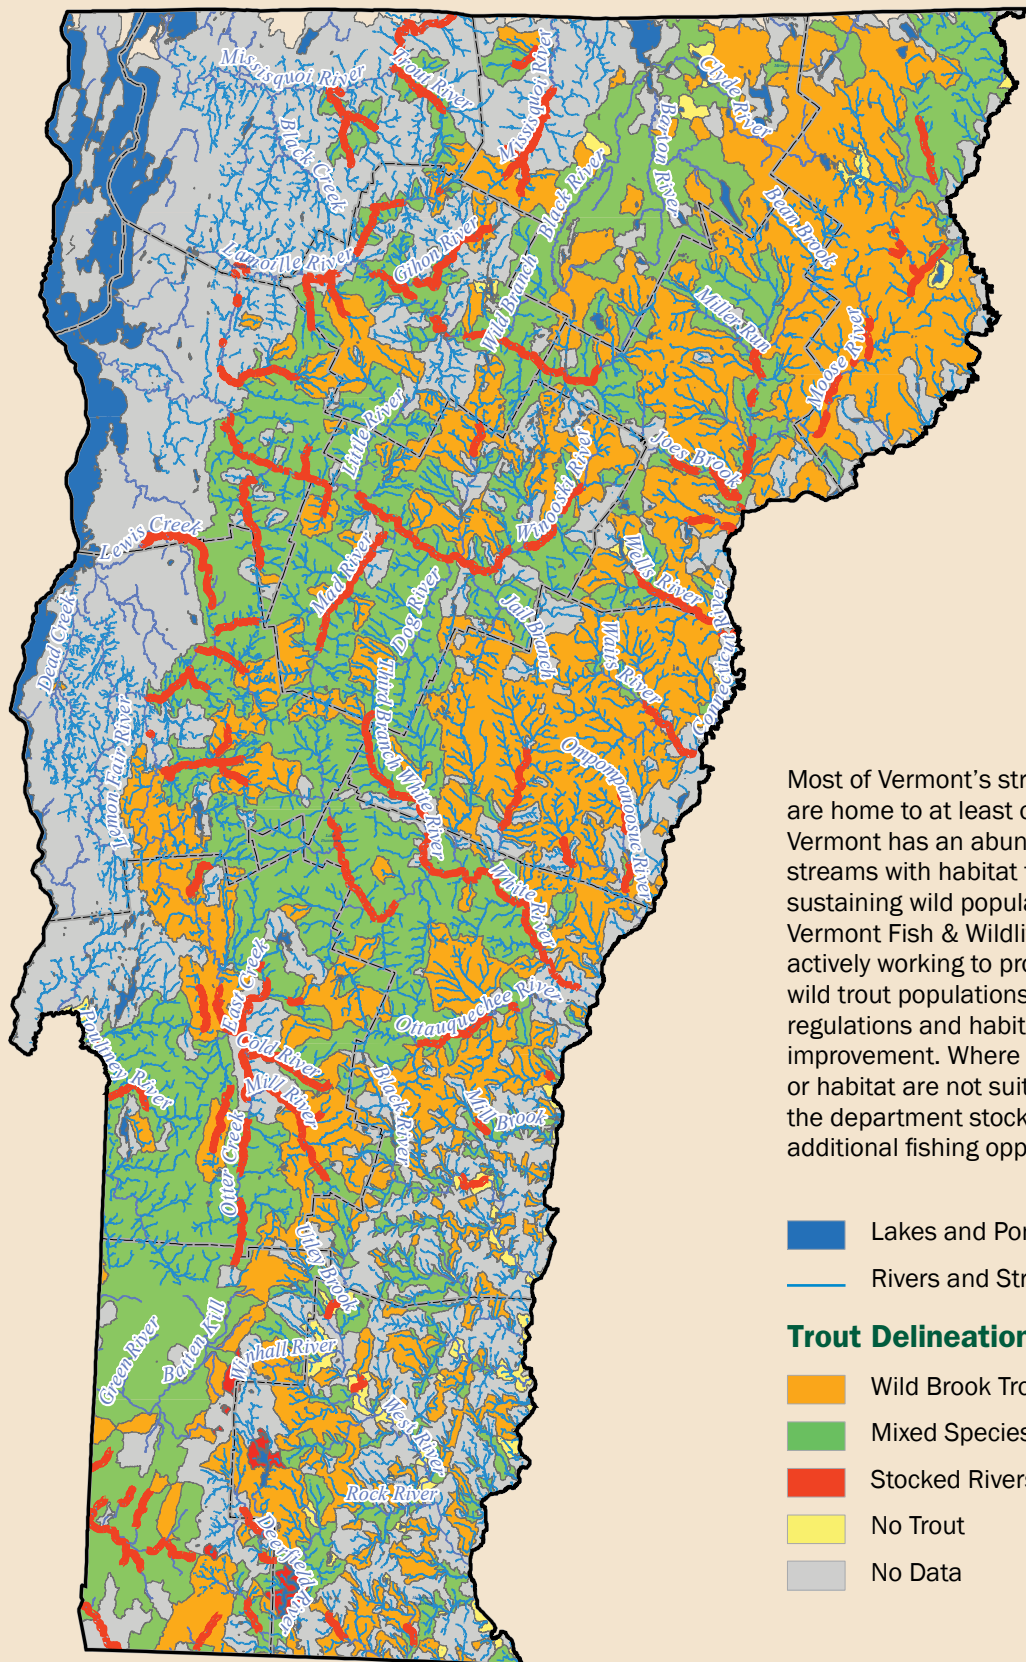 Missisquoi River
Trout River
Missisquoi River
Clyde River
Black Creek
Barton River
Black River
Nulhegan River
Lamoille River
Gihon River
Wild Branch
Miller Run
Moose River
Little River
Joes Brook
Winooski River
Lewis Creek
Mad River
Wells River
Dog River
Jail Branch
Dead Creek
Waits River
Connecticut River
Third Branch White River
Lemon Fair River
Ompompanoosuc River
White River
East Creek
Ottauquechee River
Poultney River
Cold River
Mill River
Black River
Mill Brook
Otter Creek
Utley Brook
Green River
Batten Kill
Winhall River
West River
Rock River
Deerfield River
Most of Vermont's str
are home to at least o
Vermont has an abun
streams with habitat
sustaining wild popula
Vermont Fish & Wildli
actively working to pro
wild trout populations
regulations and habit
improvement. Where
or habitat are not suit
the department stock
additional fishing opp
Lakes and Por
Rivers and Str
Trout Delineation
Wild Brook Tro
Mixed Species
Stocked Rivers
No Trout
No Data